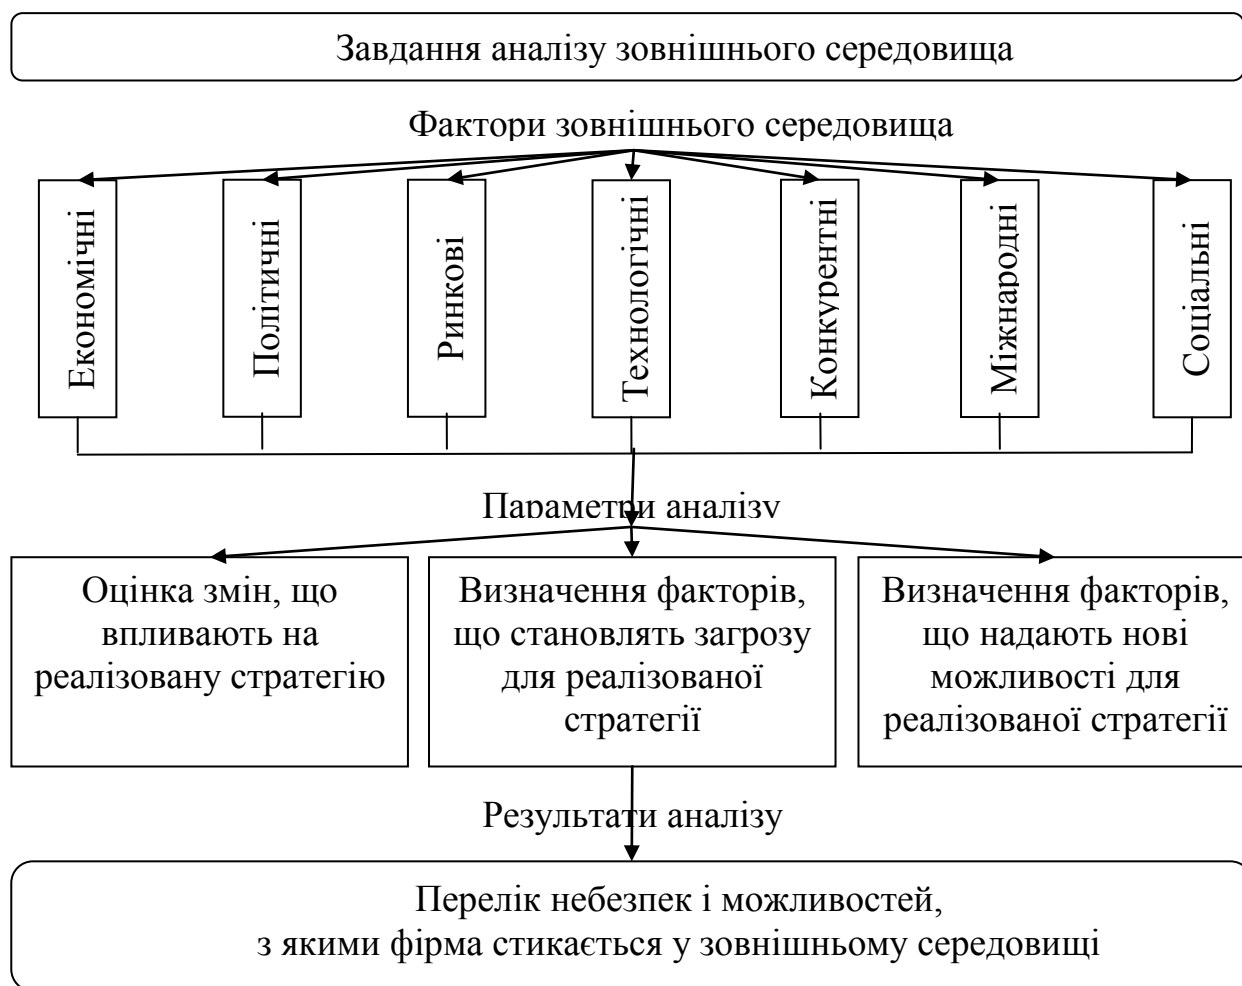 Завдання аналізу зовнішнього середовища
Фактори зовнішнього середовища
Економічні
Політичні
Ринкові
Технологічні
Конкурентні
Міжнародні
Соціальні
Параметри аналізу
Оцінка змін, що
впливають на
реалізовану стратегію
Визначення факторів,
що становлять загрозу
для реалізованої
стратегії
Визначення факторів,
що надають нові
можливості для
реалізованої стратегії
Результати аналізу
Перелік небезпек і можливостей,
з якими фірма стикається у зовнішньому середовищі